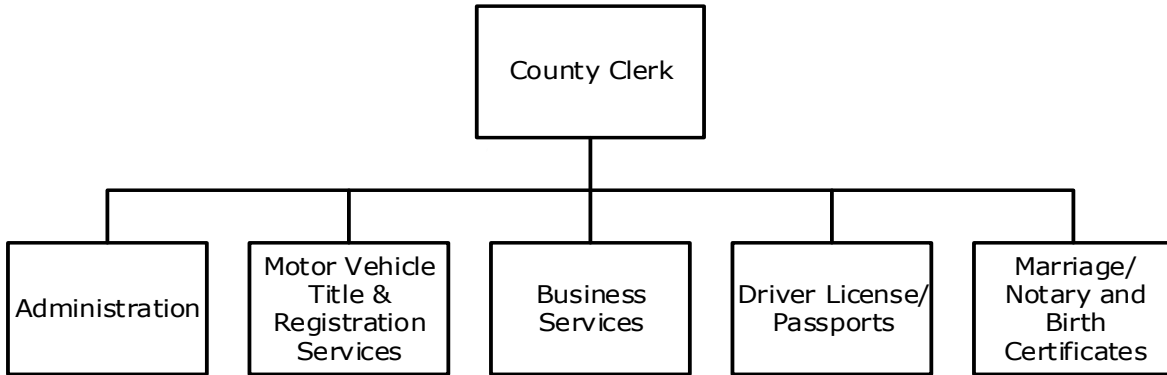 County Clerk
Administration
Motor Vehicle
Title &
Registration
Services
Business
Services
Driver License/
Passports
Marriage/
Notary and
Birth
Certificates